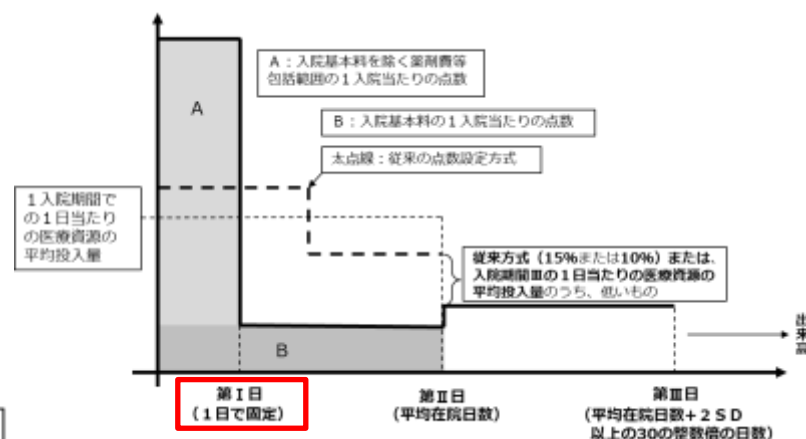 A：入院基本料を除く薬剤費等
包括範囲の１入院当たりの点数
A
B：入院基本料の１入院当たりの点数
太点線：従来の点数設定方式
１入院期間で
の１日当たり
の医療資源の
平均投入量
従来方式（15%または10%）または、
入院期間Ⅲの１日当たりの医療資源の
平均投入量のうち、低いもの
出来高
B
第Ⅰ日
（１日で固定）
第Ⅱ日
（平均在院日数）
第Ⅲ日
（平均在院日数+２ＳＤ
以上の30の整数倍の日数）